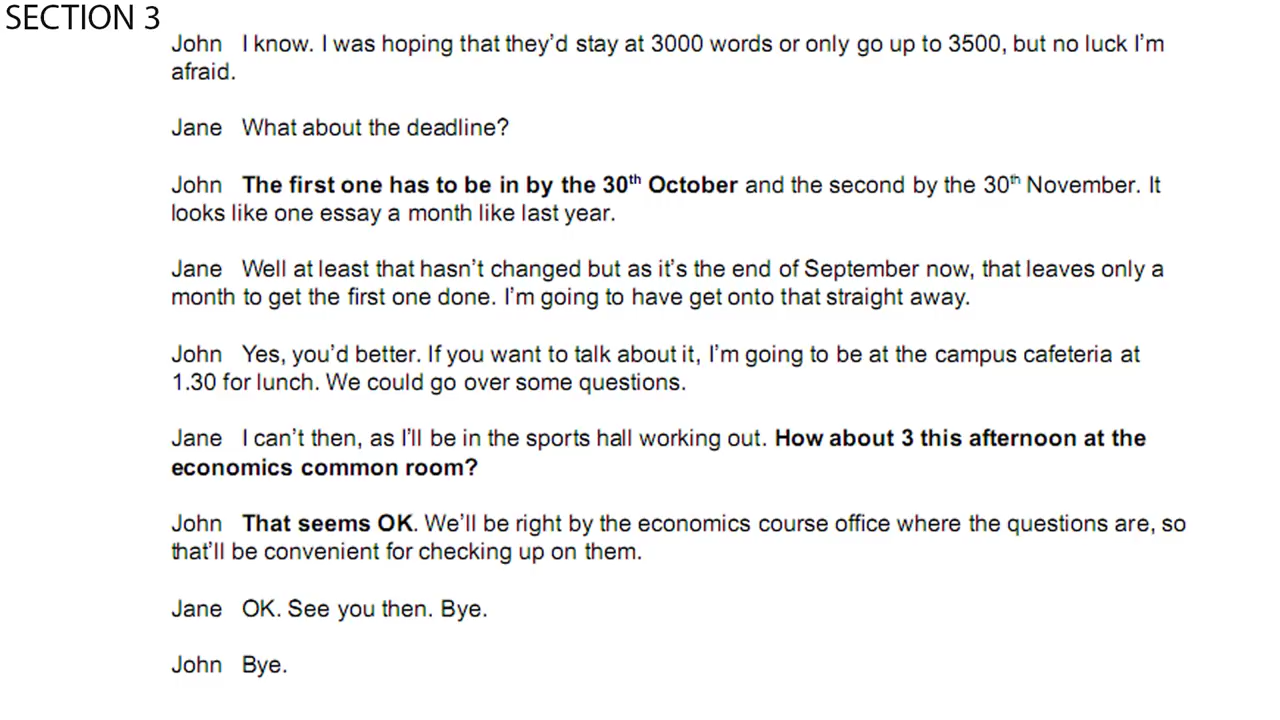 SECTION 3
John I know. I was hoping that they'd stay at 3000 words or only go up to 3500, but no luck I'm
afraid.
Jane What about the deadline?
John The first one has to be in by the 30th October and the second by the 30th November. It
looks like one essay a month like last year.
Jane Well at least that hasn't changed but as it's the end of September now, that leaves only a
month to get the first one done. I'm going to have get onto that straight away.
John Yes, you'd better. If you want to talk about it, I'm going to be at the campus cafeteria at
1.30 for lunch. We could go over some questions.
Jane I can't then, as I'll be in the sports hall working out. How about 3 this afternoon at the
economics common room?
John That seems OK. We'll be right by the economics course office where the questions are, so
that'll be convenient for checking up on them.
Jane OK. See you then. Bye.
John Bye.